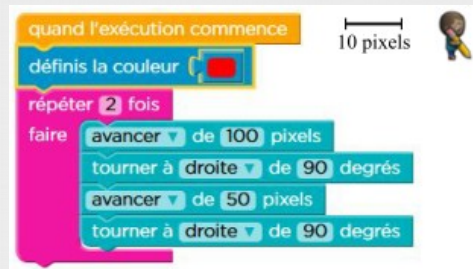 quand l'exécution commence
10 pixels
définis la couleur
répéter 2 fois
faire avancer de 100 pixels
tourner à droite de 90 degrés
avancer de 50 pixels
tourner à droite de 90 degrés